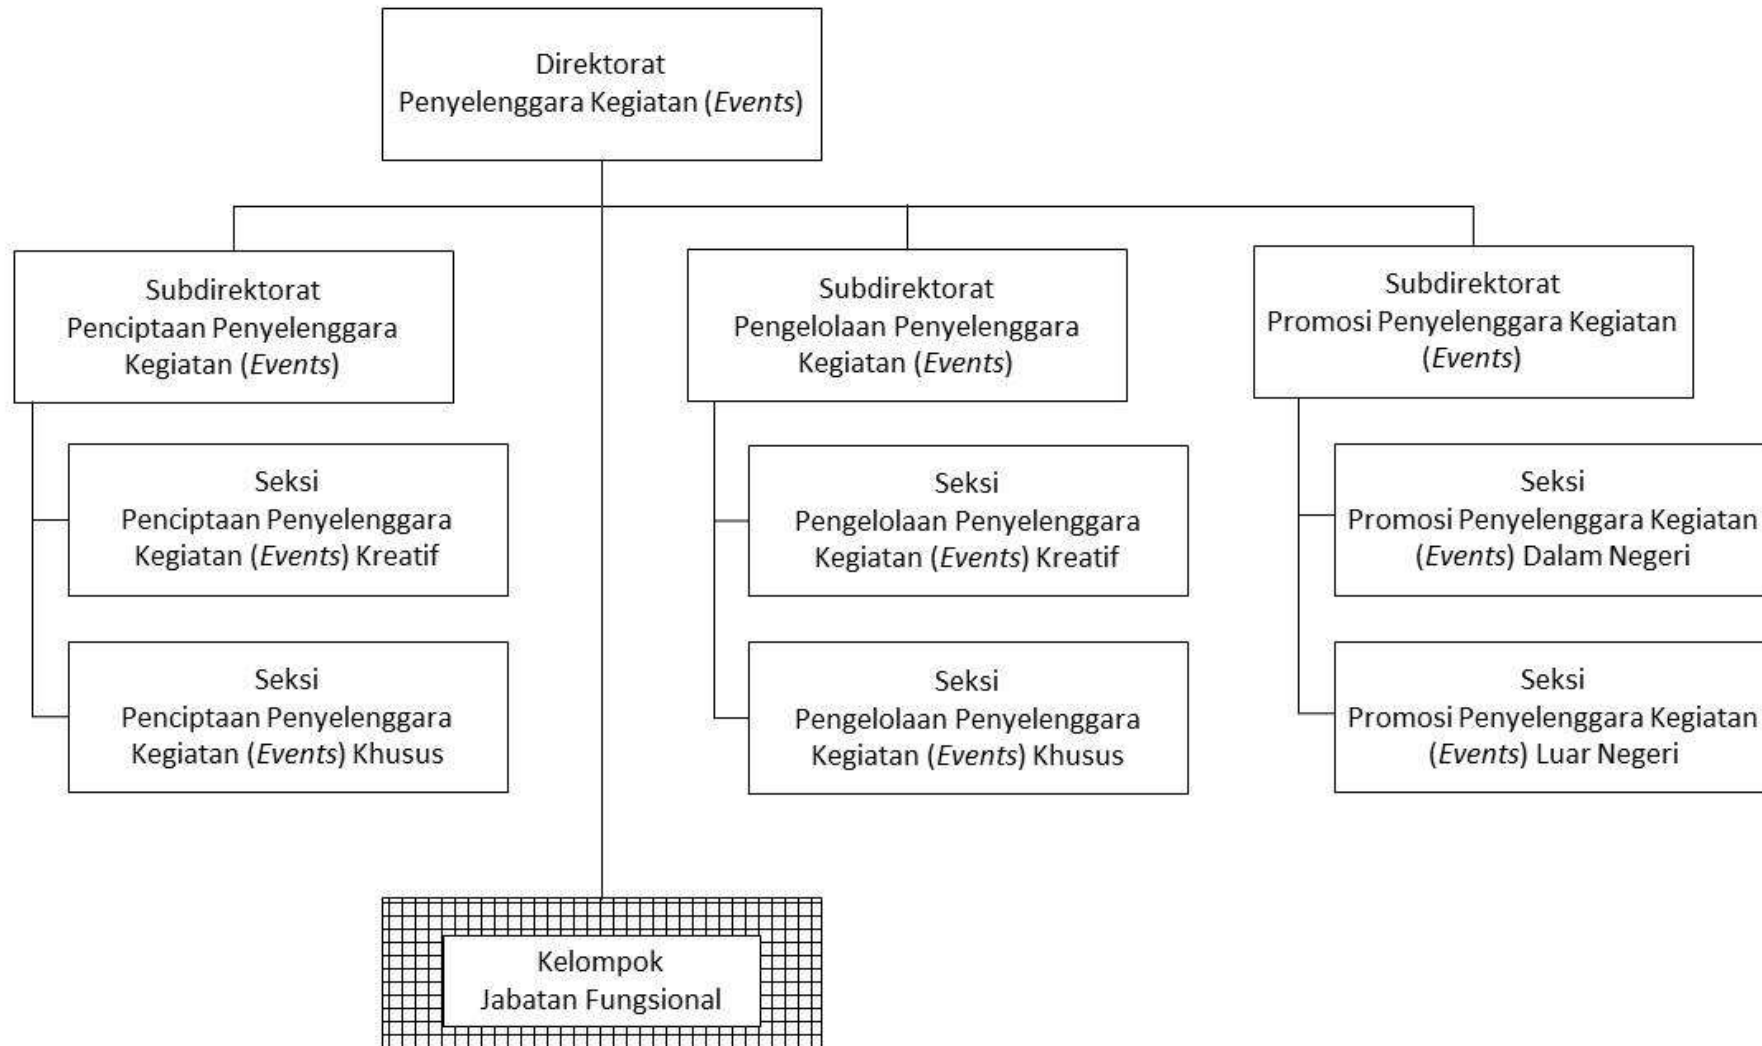 Direktorat
Penyelenggara Kegiatan (Events)
Subdirektorat
Penciptaan Penyelenggara
Kegiatan (Events)
Seksi
Penciptaan Penyelenggara
Kegiatan (Events) Kreatif
Seksi
Penciptaan Penyelenggara
Kegiatan (Events) Khusus
Subdirektorat
Pengelolaan Penyelenggara
Kegiatan (Events)
Seksi
Pengelolaan Penyelenggara
Kegiatan (Events) Kreatif
Seksi
Pengelolaan Penyelenggara
Kegiatan (Events) Khusus
Subdirektorat
Promosi Penyelenggara Kegiatan
(Events)
Seksi
Promosi Penyelenggara Kegiatan
(Events) Dalam Negeri
Seksi
Promosi Penyelenggara Kegiatan
(Events) Luar Negeri
Kelompok
Jabatan Fungsional